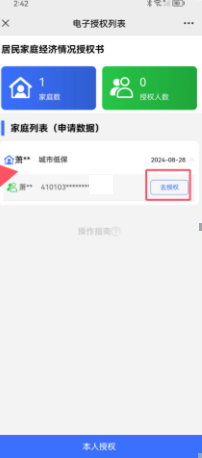 2:42
电子授权列表
居民家庭经济情况授权书
1
家庭数
0
授权人数
家庭列表（申请数据）
萧** 城市低保 2024-08-28
萧** 410103******** 去授权
操作指南
本人授权